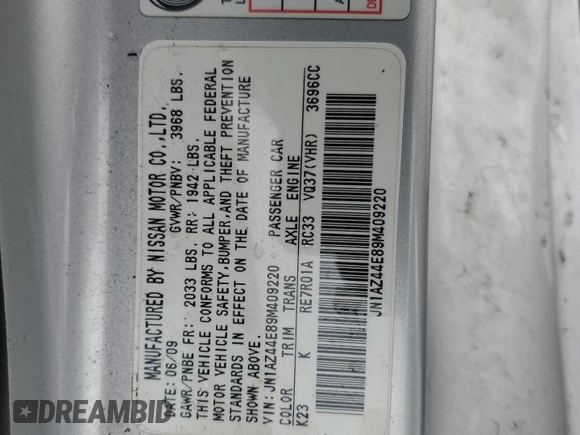 MANUFACTURED BY NISSAN MOTOR CO.,LTD.
DATE: 06/09 GVWR/PNBV: 3968 LBS.
GAWR/PNBE FR: 2033 LBS. RR: 1942 LBS.
THIS VEHICLE CONFORMS TO ALL APPLICABLE FEDERAL
MOTOR VEHICLE SAFETY,BUMPER,AND THEFT PREVENTION
STANDARDS IN EFFECT ON THE DATE OF MANUFACTURE
SHOWN ABOVE.
VIN:JN1AZ44E89M409220 PASSENGER CAR
COLOR TRIM TRANS AXLE ENGINE
K23 K RE7R01A RC33 VQ37(VHR) 3696CC
JN1AZ44E89M409220
DREAMBID